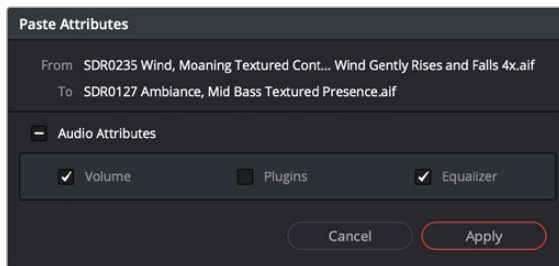 Paste Attributes
From SDR0235 Wind, Moaning Textured Cont... Wind Gently Rises and Falls 4x.aif
To SDR0127 Ambiance, Mid Bass Textured Presence.aif
Audio Attributes
Volume Plugins Equalizer
Cancel Apply